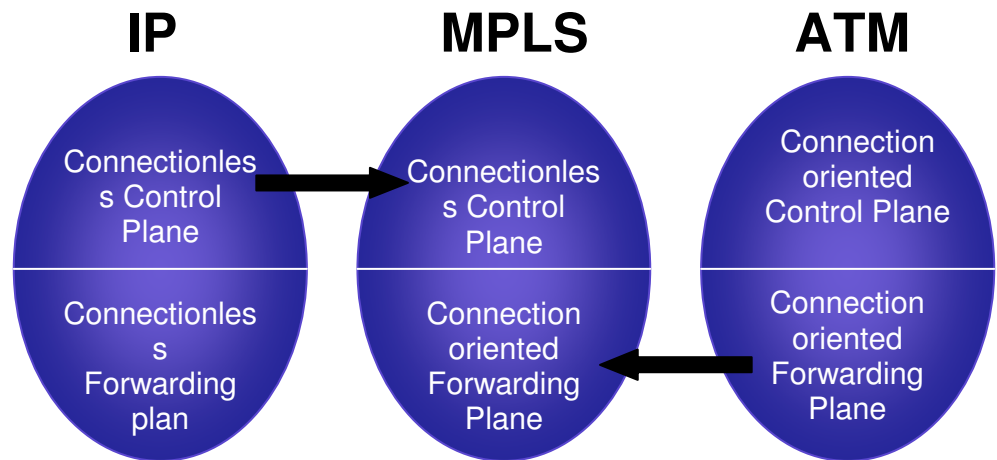 IP
MPLS
ATM
Connectionles
s Control
Plane
Connectionles
s Control
Plane
Connection
oriented
Control Plane
Connectionles
s
Forwarding
plan
Connection
oriented
Forwarding
Plane
Connection
oriented
Forwarding
Plane